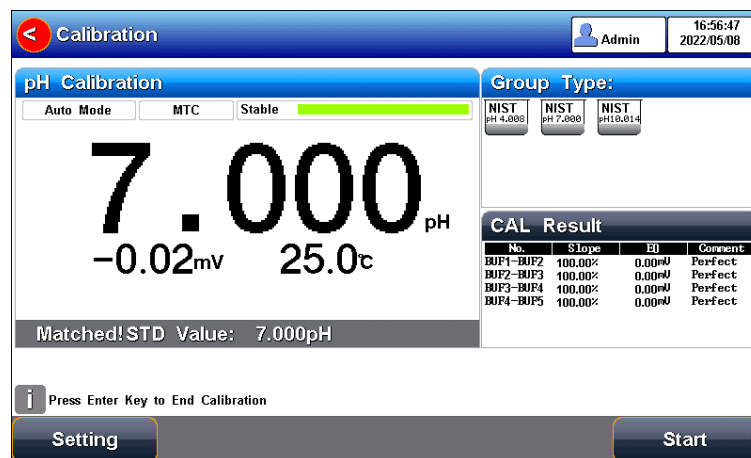 < Calibration
Admin
16:56:47
2022/05/08
pH Calibration
Auto Mode MTC Stable
7.000 pH
-0.02mV 25.0℃
Matched!STD Value: 7.000pH
Group Type:
NIST NIST NIST
pH 4.008 pH 7.000 pH10.014
CAL Result
No. Slope E0 Comment
BUF1-BUF2 100.00% 0.00mV Perfect
BUF2-BUF3 100.00% 0.00mV Perfect
BUF3-BUF4 100.00% 0.00mV Perfect
BUF4-BUF5 100.00% 0.00mV Perfect
i Press Enter Key to End Calibration
Setting Start